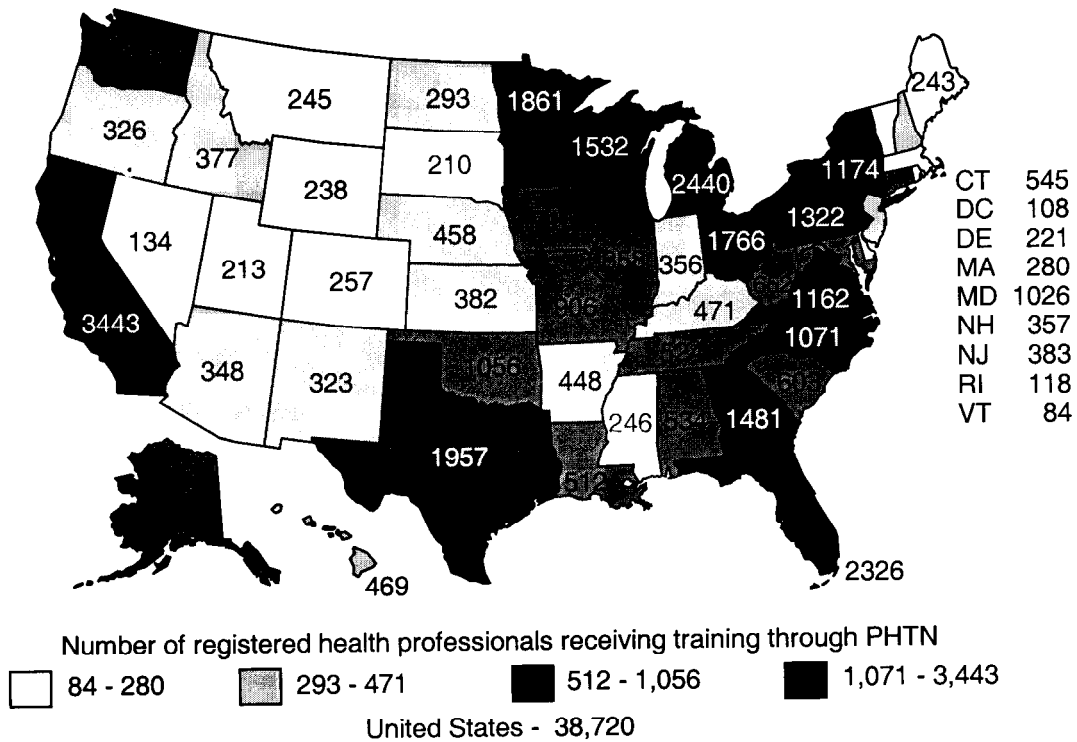 243
245
293
1861
326
1532
377
210
1174
2440
238
CT 545
1322
DC 108
458
1766
134
DE 221
356
213
257
MA 280
382
1162
MD 1026
471
3443
906
NH 357
1071
1056
NJ 383
348
323
448
RI 118
246
1481
VT 84
1957
512
2326
469
Number of registered health professionals receiving training through PHTN
84 - 280 293 - 471 512 - 1,056 1,071 - 3,443
United States - 38,720